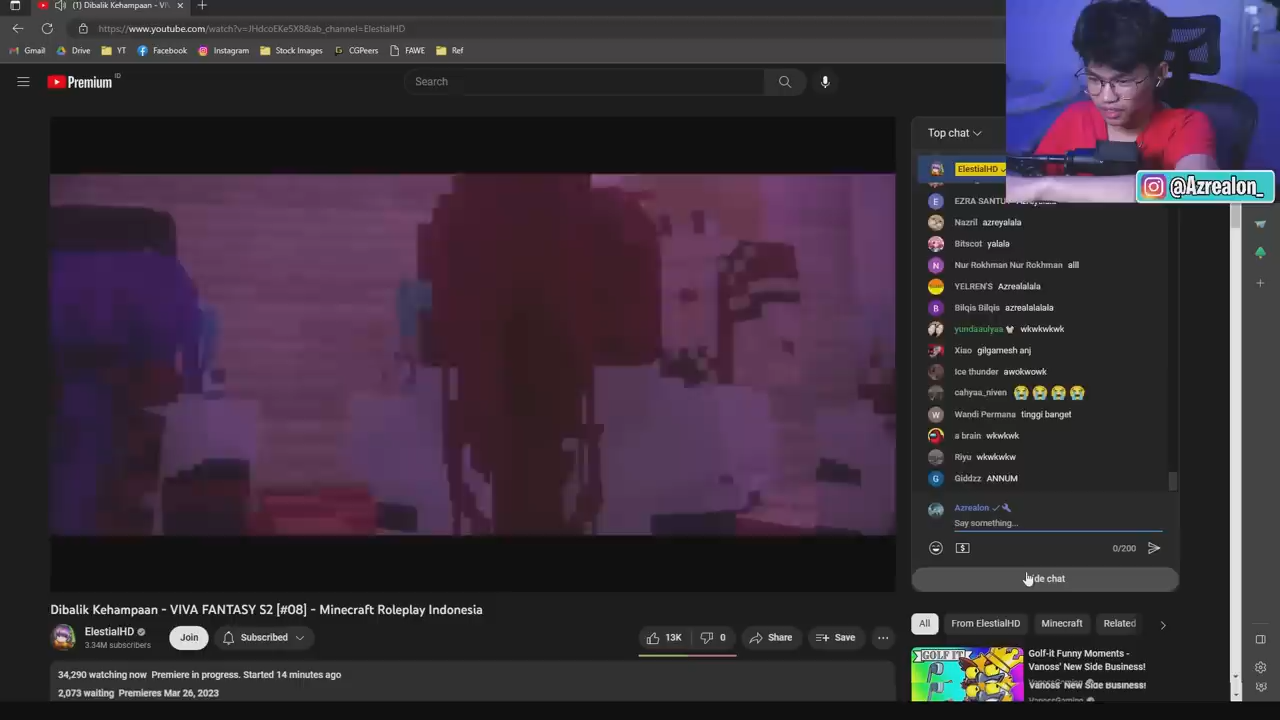 (1) Dibalik Kehampaan - VI
https://www.youtube.com/watch?v=JHdcoEKe5X8&ab_channel=ElestialHD
Gmail Drive YT Facebook Instagram Stock Images CGPeers FAWE Ref
Premium ID
Search
Top chat
@Azrealon_
ElestialHD
EZRA SANTU
Nazril azreyalala
Bitscot yalala
Nur Rokhman Nur Rokhman alll
YELREN'S Azrealalala
Bilqis Bilqis azrealalalala
yundaaulyaa wkwkwkwk
Xiao gilgamesh anj
Ice thunder awokwowk
cahyaa_niven 😭😭😭😭
Wandi Permana tinggi banget
a brain wkwkwk
Riyu wkwkwkw
Giddzz ANNUM
Azrealon
Say something...
0/200
Hide chat
Dibalik Kehampaan - VIVA FANTASY S2 [#08] - Minecraft Roleplay Indonesia
ElestialHD
3.34M subscribers
Join
Subscribed
13K
0
Share
Save
34,290 watching now Premiere in progress. Started 14 minutes ago
2,073 waiting Premieres Mar 26, 2023
All From ElestialHD Minecraft Related
GOLF IT
Golf-it Funny Moments -
Vanoss' New Side Business!
VanossGaming